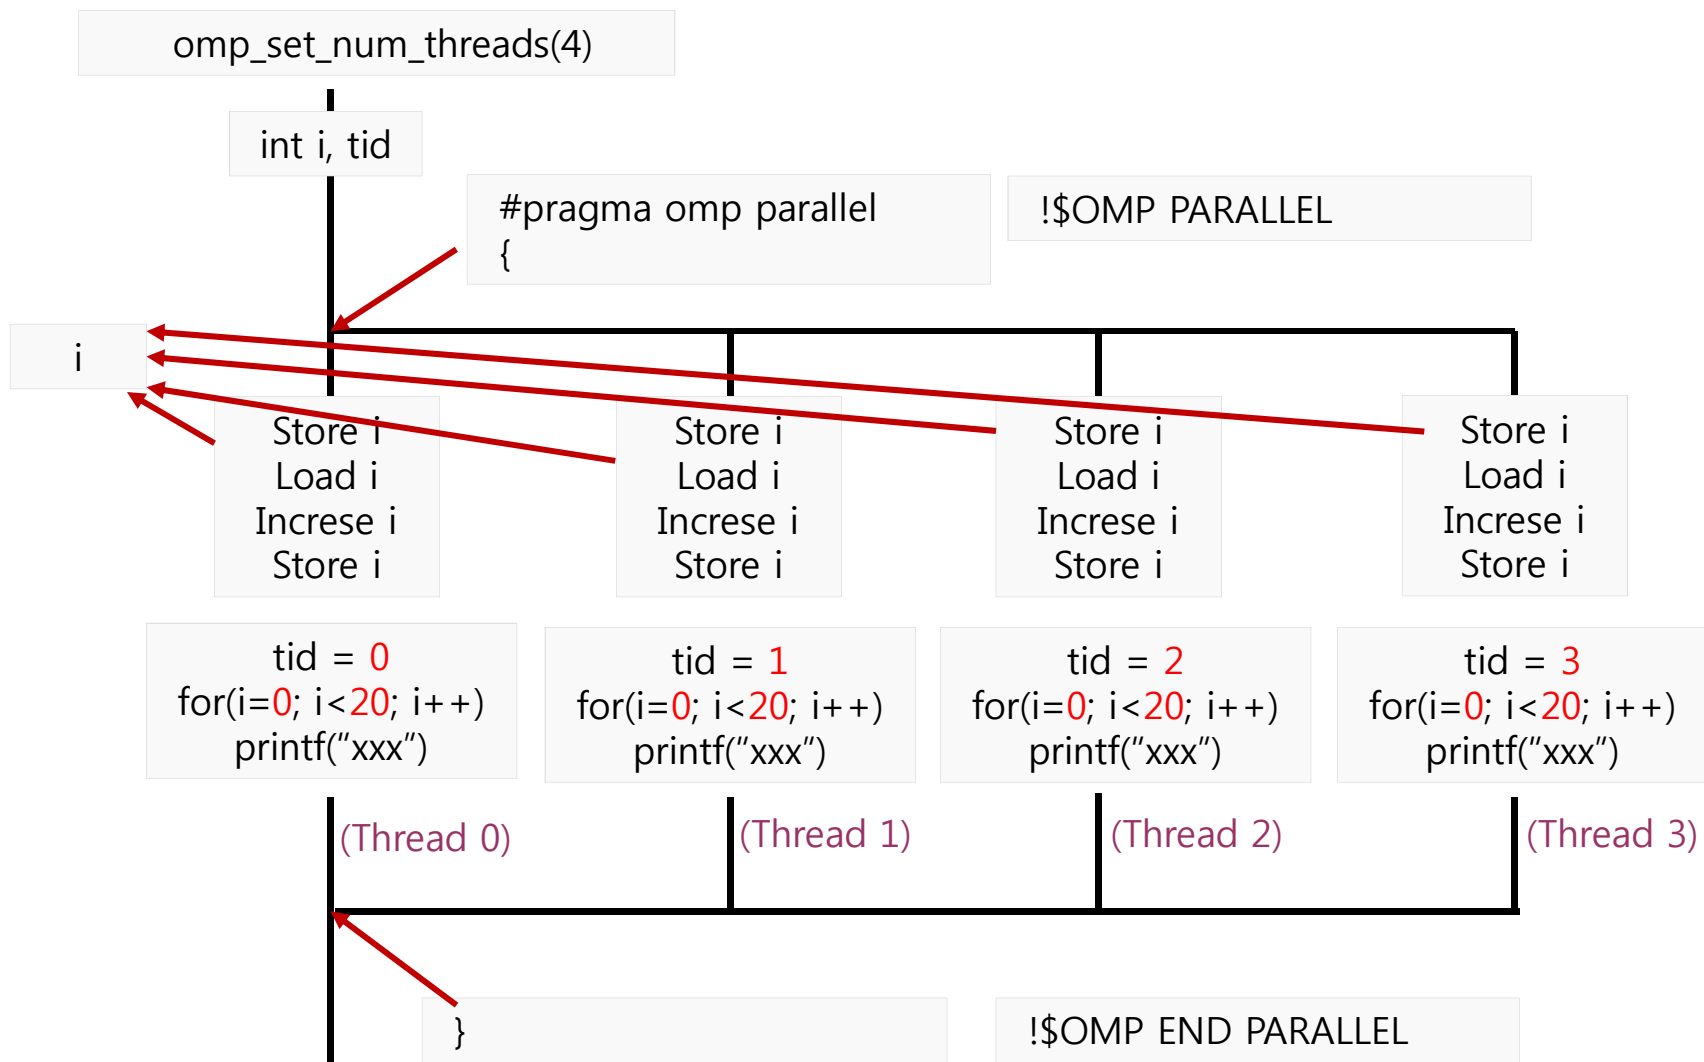 omp_set_num_threads(4)
int i, tid
#pragma omp parallel
{
!$OMP PARALLEL
i
Store i
Load i
Increse i
Store i
Store i
Load i
Increse i
Store i
Store i
Load i
Increse i
Store i
Store i
Load i
Increse i
Store i
tid = 0
for(i=0; i<20; i++)
printf("xxx")
tid = 1
for(i=0; i<20; i++)
printf("xxx")
tid = 2
for(i=0; i<20; i++)
printf("xxx")
tid = 3
for(i=0; i<20; i++)
printf("xxx")
(Thread 0)
(Thread 1)
(Thread 2)
(Thread 3)
}
!$OMP END PARALLEL